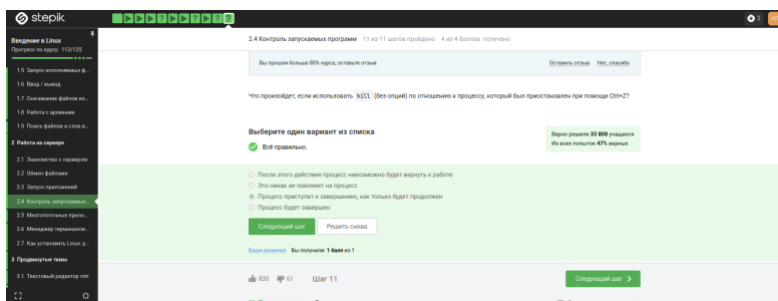 stepik
3
Введение в Linux
Прогресс по курсу: 113/125
1.5 Запуск исполняемых ф...
1.6 Ввод / вывод
1.7 Скачивание файлов из...
1.8 Работа с архивами
1.9 Поиск файлов и слов в...
2 Работа на сервере
2.1 Знакомство с сервером
2.2 Обмен файлами
2.3 Запуск приложений
2.4 Контроль запускаемых...
2.5 Многопоточные прило...
2.6 Менеджер терминалов...
2.7 Как установить Linux: р...
3 Продвинутые темы
3.1 Текстовый редактор vim
2.4 Контроль запускаемых программ 11 из 11 шагов пройдено 4 из 4 баллов получено
Вы прошли больше 80% курса, оставьте отзыв Оставить отзыв Нет, спасибо
Что произойдет, если использовать kill (без опций) по отношению к процессу, который был приостановлен при помощи Ctrl+Z?
Выберите один вариант из списка
Всё правильно.
Верно решили 33 808 учащихся
Из всех попыток 47% верных
После этого действия процесс невозможно будет вернуть к работе
Это никак не повлияет на процесс
Процесс приступит к завершению, как только будет продолжен
Процесс будет завершен
Следующий шаг Решить снова
Ваши решения Вы получили: 1 балл из 1
835 61 Шаг 11 Следующий шаг